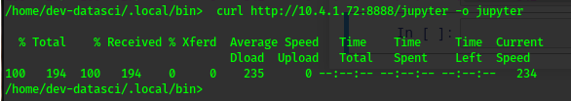 /home/dev-datasci/.local/bin> curl http://10.4.1.72:8888/jupyter -o jupyter
In [ ]:
% Total % Received % Xferd Average Speed Time Time Time Current
Dload Upload Total Spent Left Speed
100 194 100 194 0 0 235 0 --:--:-- --:--:-- --:--:-- 234
/home/dev-datasci/.local/bin>